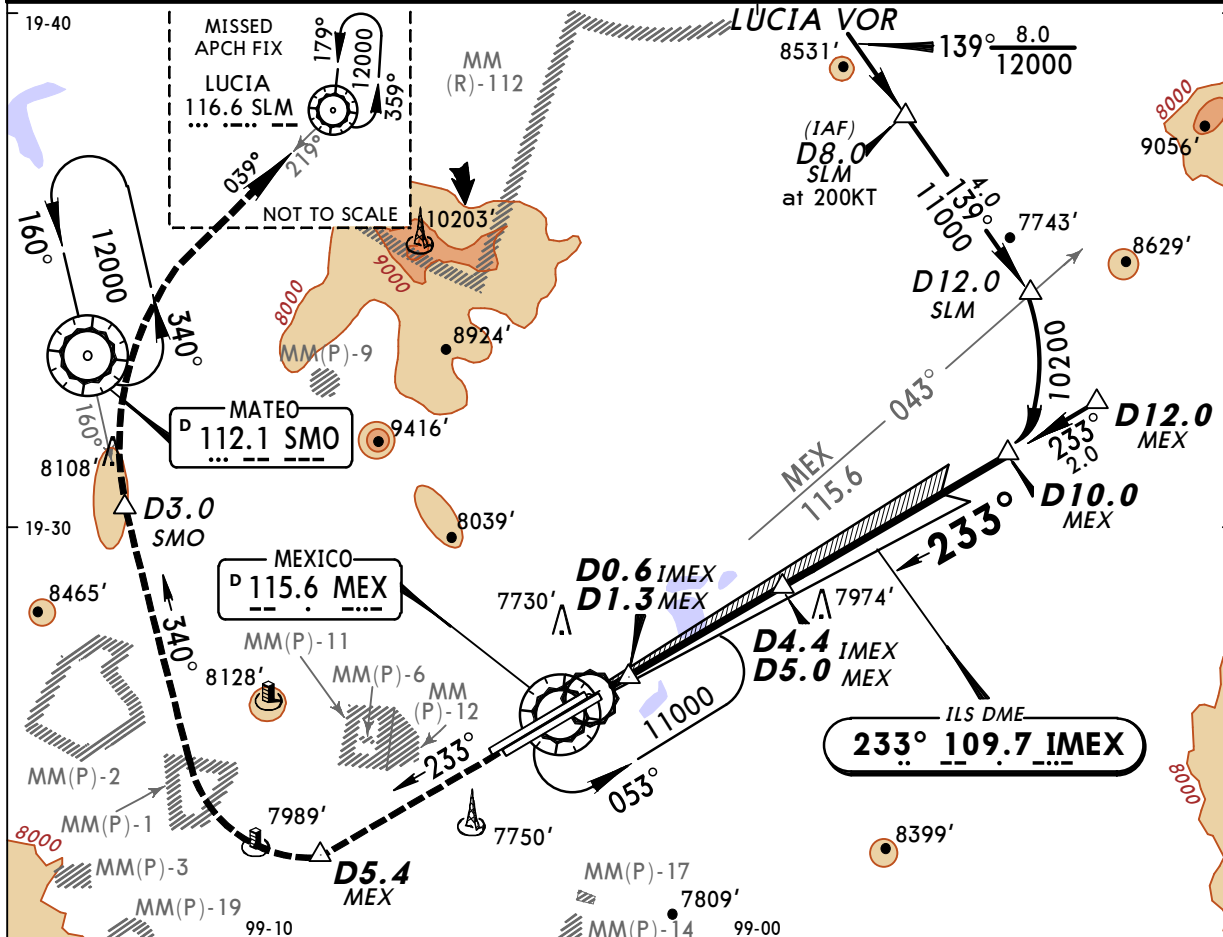 19-40
MISSED
APCH FIX
LUCIA
116.6 SLM
179°
12000
359°
219°
039°
NOT TO SCALE
MM
(R)-112
LUCIA VOR
8531'
139° 8.0
12000
(IAF)
D8.0
SLM
at 200KT
4.0
139°
11000
7743'
8000
9056'
8629'
D12.0
SLM
10200
160°
12000
340°
10203'
9000
8000
8924'
MM(P)-9
MATEO
D 112.1 SMO
9416'
160°
8108'
MEX
115.6
043°
D12.0
MEX
233°
2.0
D10.0
MEX
19-30
D3.0
SMO
8039'
233°
8465'
MEXICO
D 115.6 MEX
D0.6 IMEX
D1.3 MEX
7730'
7974'
D4.4 IMEX
D5.0 MEX
340°
MM(P)-11
MM(P)-6
MM
(P)-12
8128'
11000
053°
233°
ILS DME
233° 109.7 IMEX
MM(P)-2
MM(P)-1
8000
7989'
7750'
8000
8399'
D5.4
MEX
MM(P)-3
MM(P)-19
MM(P)-17
7809'
MM(P)-14
99-10
99-00